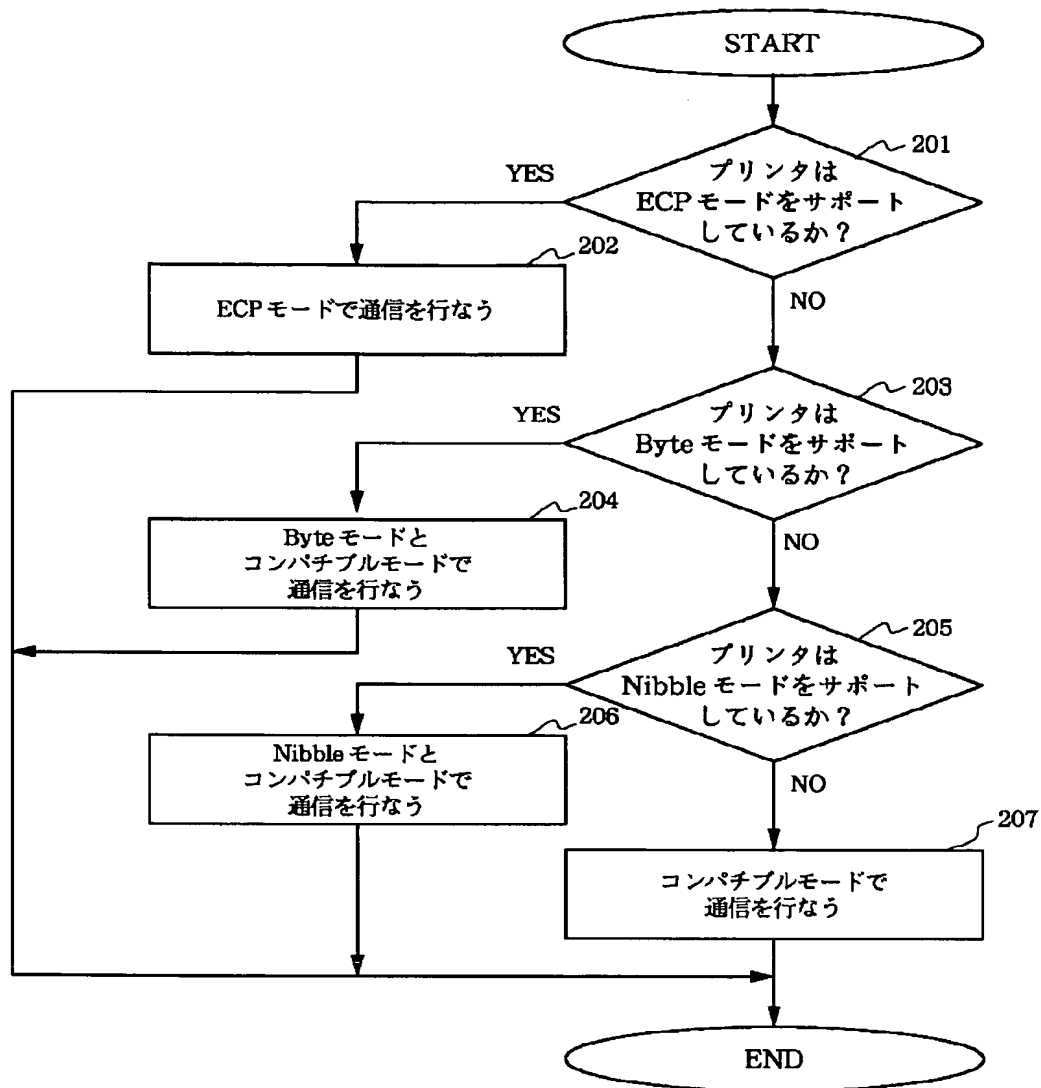 START
201
プリンタは
ECPモードをサポート
しているか?
YES
NO
202
ECPモードで通信を行なう
203
プリンタは
Byteモードをサポート
しているか?
YES
NO
204
Byteモードと
コンパチブルモードで
通信を行なう
205
プリンタは
Nibbleモードをサポート
しているか?
YES
NO
206
Nibbleモードと
コンパチブルモードで
通信を行なう
207
コンパチブルモードで
通信を行なう
END